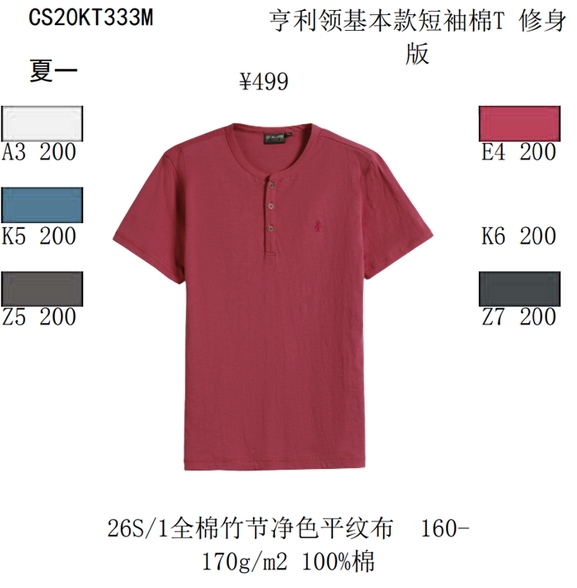 CS20KT333M
亨利领基本款短袖棉T 修身
版
夏一
¥499
A3 200
E4 200
K5 200
K6 200
Z5 200
Z7 200
26S/1全棉竹节净色平纹布 160-
170g/m2 100%棉